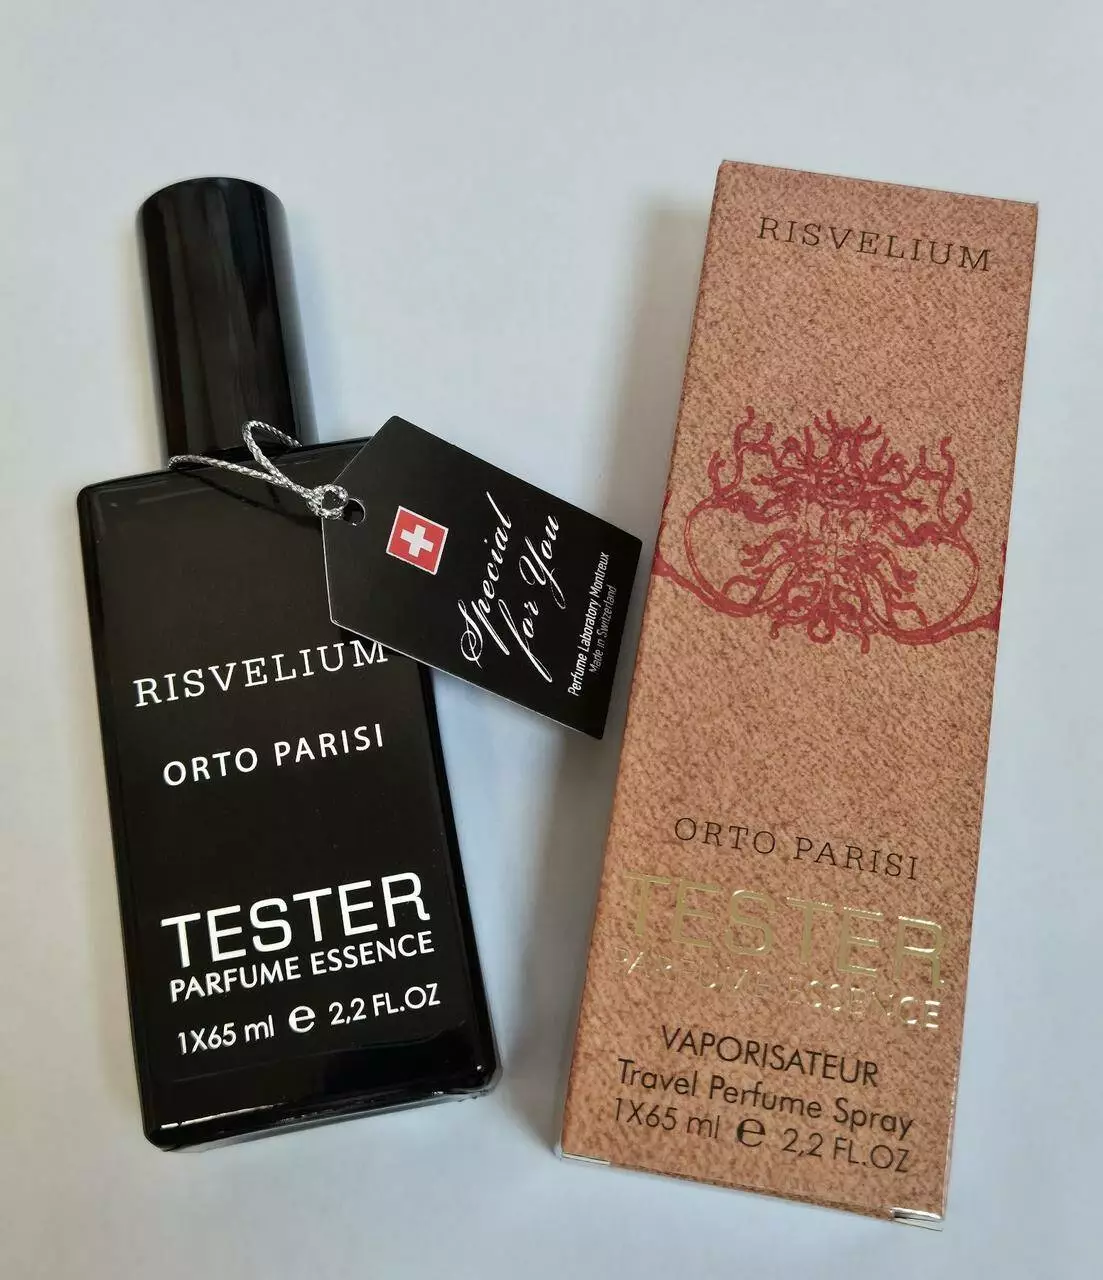 RISVELIUM
ORTO PARISI
TESTER
PARFUME ESSENCE
1X65 ml e 2,2 FL.OZ
Special
for You
Perfume Laboratory Montreux
Made in Switzerland
RISVELIUM
ORTO PARISI
TESTER
PARFUME ESSENCE
VAPORISATEUR
Travel Perfume Spray
1X65 ml e 2,2 FL.OZ